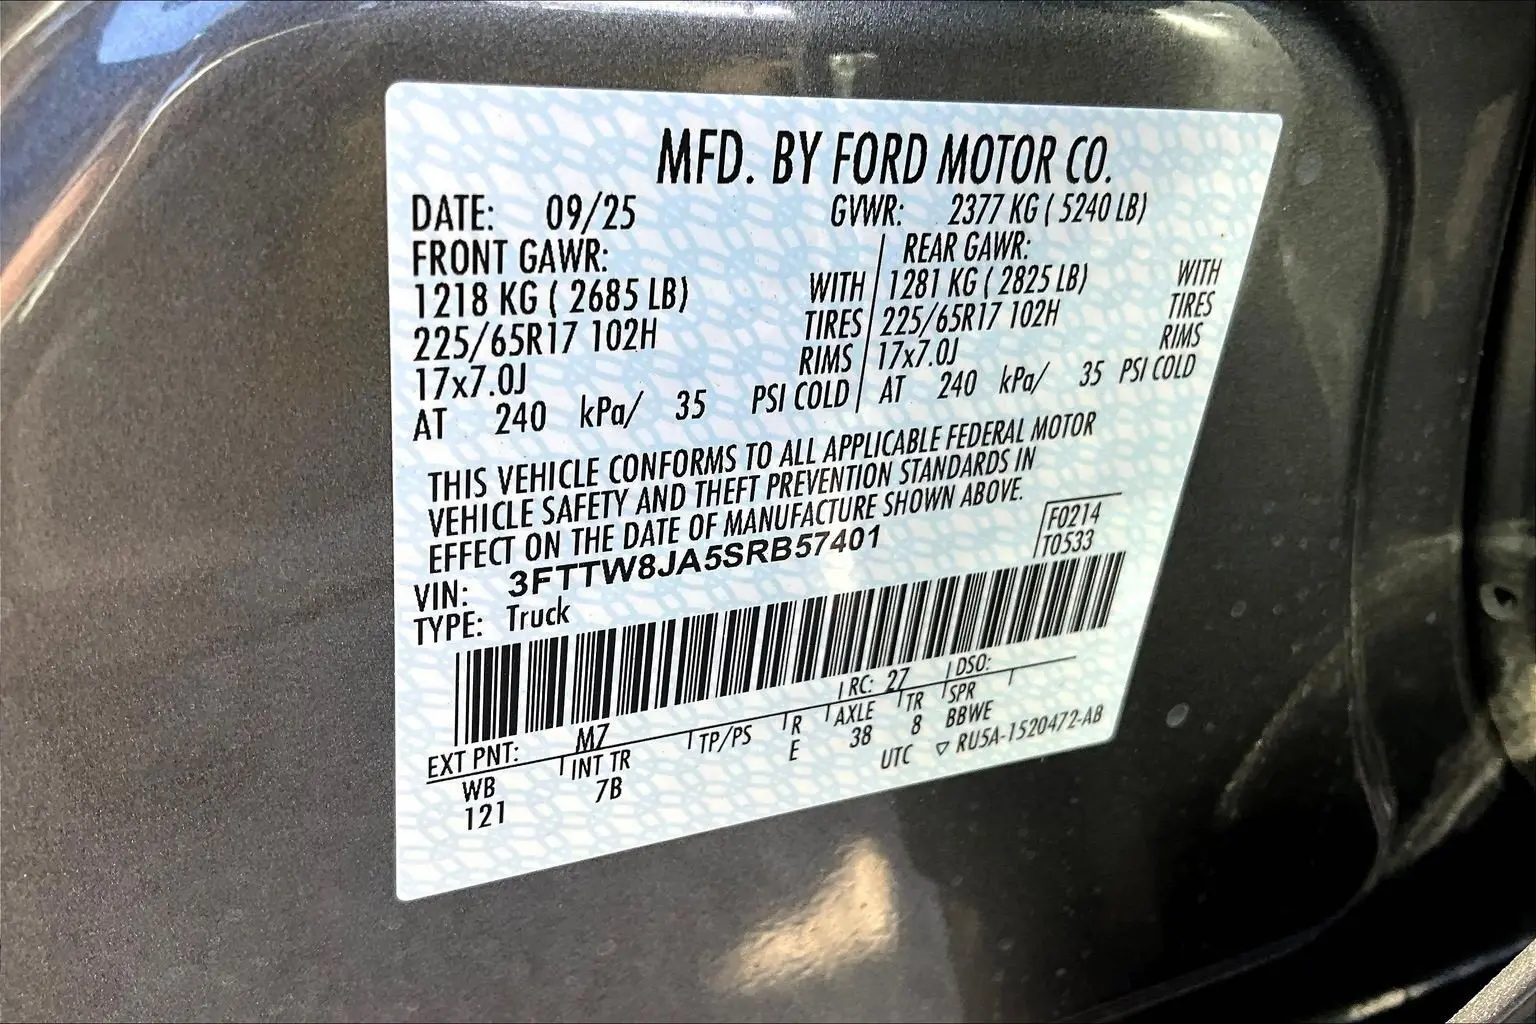 MFD. BY FORD MOTOR CO.
DATE: 09/25 GVWR: 2377 KG ( 5240 LB)
FRONT GAWR: REAR GAWR:
1218 KG ( 2685 LB) WITH 1281 KG ( 2825 LB) WITH
225/65R17 102H TIRES 225/65R17 102H TIRES
17x7.0J RIMS 17x7.0J RIMS
AT 240 kPa/ 35 PSI COLD AT 240 kPa/ 35 PSI COLD
THIS VEHICLE CONFORMS TO ALL APPLICABLE FEDERAL MOTOR
VEHICLE SAFETY AND THEFT PREVENTION STANDARDS IN
EFFECT ON THE DATE OF MANUFACTURE SHOWN ABOVE.
VIN: 3FTTW8JA5SRB57401 F0214
TYPE: Truck T0533
EXT PNT: M7 RC: 27 DSO:
WB INT TR TP/PS R AXLE TR SPR
121 7B E 38 8 BBWE
UTC ▽ RU5A-1520472-AB